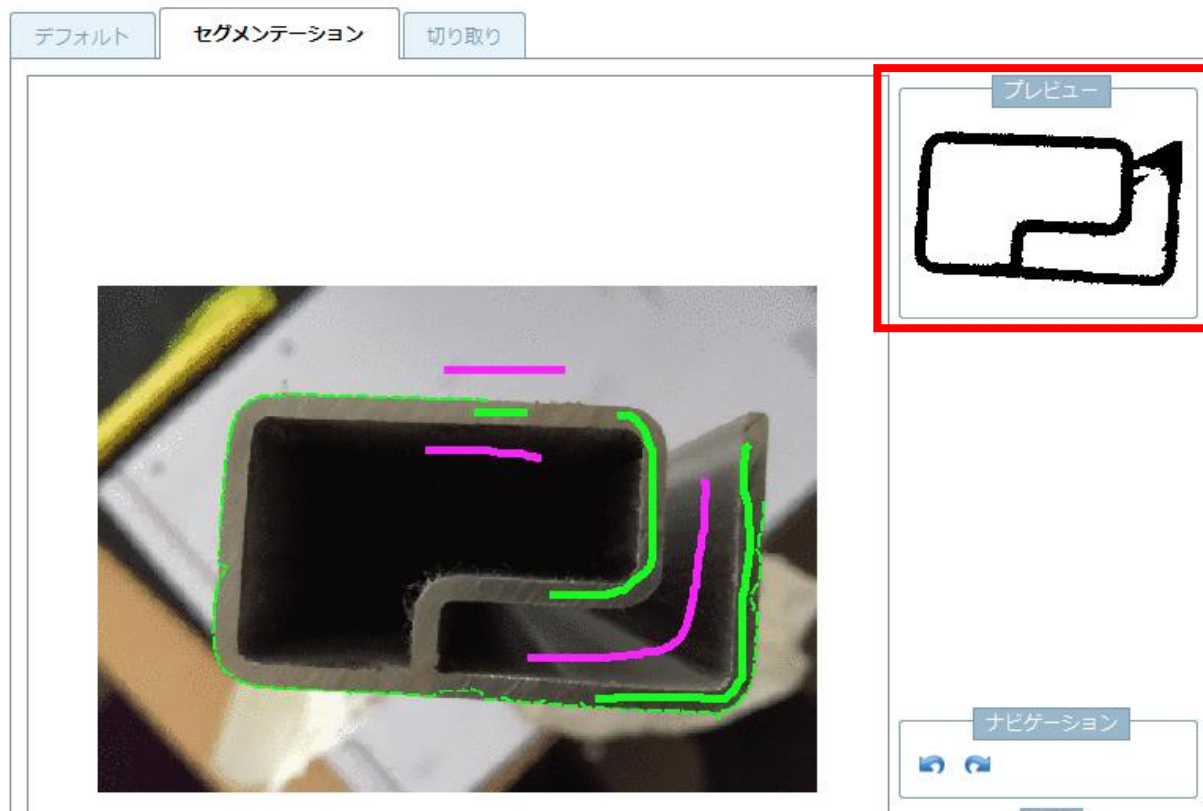 デフォルト
セグメンテーション
切り取り
プレビュー
ナビゲーション